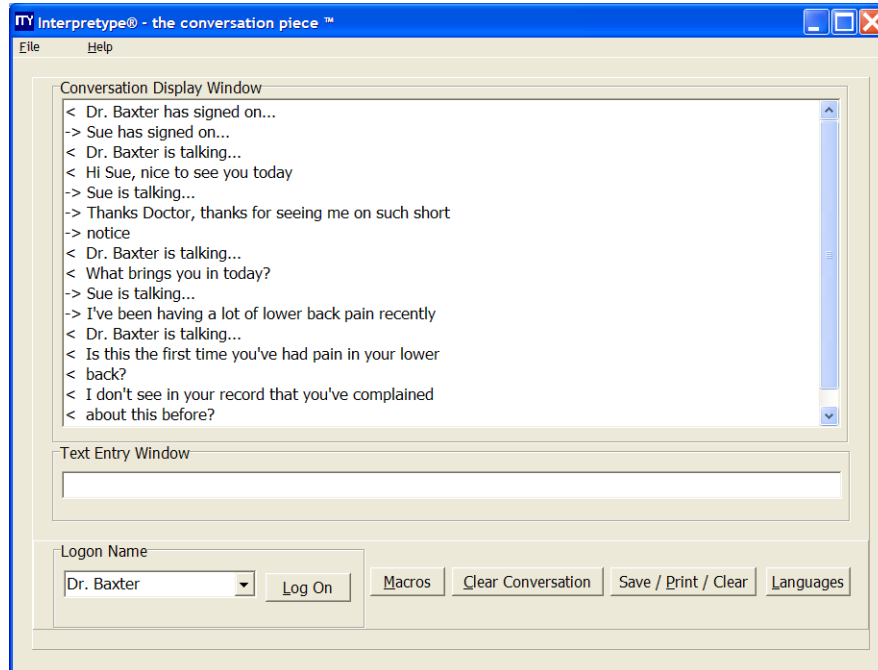 ITY Interpretype® - the conversation piece ™
File Help
Conversation Display Window
< Dr. Baxter has signed on...
-> Sue has signed on...
< Dr. Baxter is talking...
< Hi Sue, nice to see you today
-> Sue is talking...
-> Thanks Doctor, thanks for seeing me on such short
-> notice
< Dr. Baxter is talking...
< What brings you in today?
-> Sue is talking...
-> I've been having a lot of lower back pain recently
< Dr. Baxter is talking...
< Is this the first time you've had pain in your lower
< back?
< I don't see in your record that you've complained
< about this before?
Text Entry Window
Logon Name
Dr. Baxter Log On Macros Clear Conversation Save / Print / Clear Languages